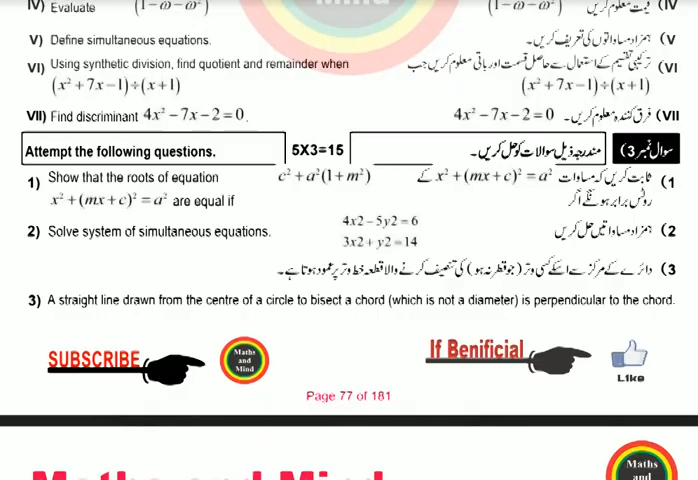 IV) Evaluate (1−ω−ω²) (1−ω−ω²) قیمت معلوم کریں (IV
V) Define simultaneous equations. ہمزاد مساواتوں کی تعریف کریں۔ (V
VI) Using synthetic division, find quotient and remainder when ترکیبی تقسیم کے استعمال سے حاصل قسمت اور باقی معلوم کریں جب (VI
(x²+7x−1)÷(x+1) (x²+7x−1)÷(x+1)
VII) Find discriminant 4x²−7x−2=0. 4x²−7x−2=0 فرق کنندہ معلوم کریں۔ (VII
Attempt the following questions. 5X3=15 مندرجہ ذیل سوالات کو حل کریں۔ سوال نمبر 3)
1) Show that the roots of equation c²+a²(1+m²) ثابت کریں کہ مساوات x²+(mx+c)²=a² کے (1
x²+(mx+c)²=a² are equal if روٹس برابر ہونگے اگر
2) Solve system of simultaneous equations. 4x2−5y2=6 ہمزاد مساواتیں حل کریں (2
3x2+y2=14
3) دائرے کے مرکز سے اسکے کسی وتر (جو قطر نہ ہو) کی تنصیف کرنے والا قطعہ خط وتر پر عمود ہوتا ہے۔
3) A straight line drawn from the centre of a circle to bisect a chord (which is not a diameter) is perpendicular to the chord.
SUBSCRIBE Maths and Mind If Benificial Like
Page 77 of 181
Maths and Mind Maths and